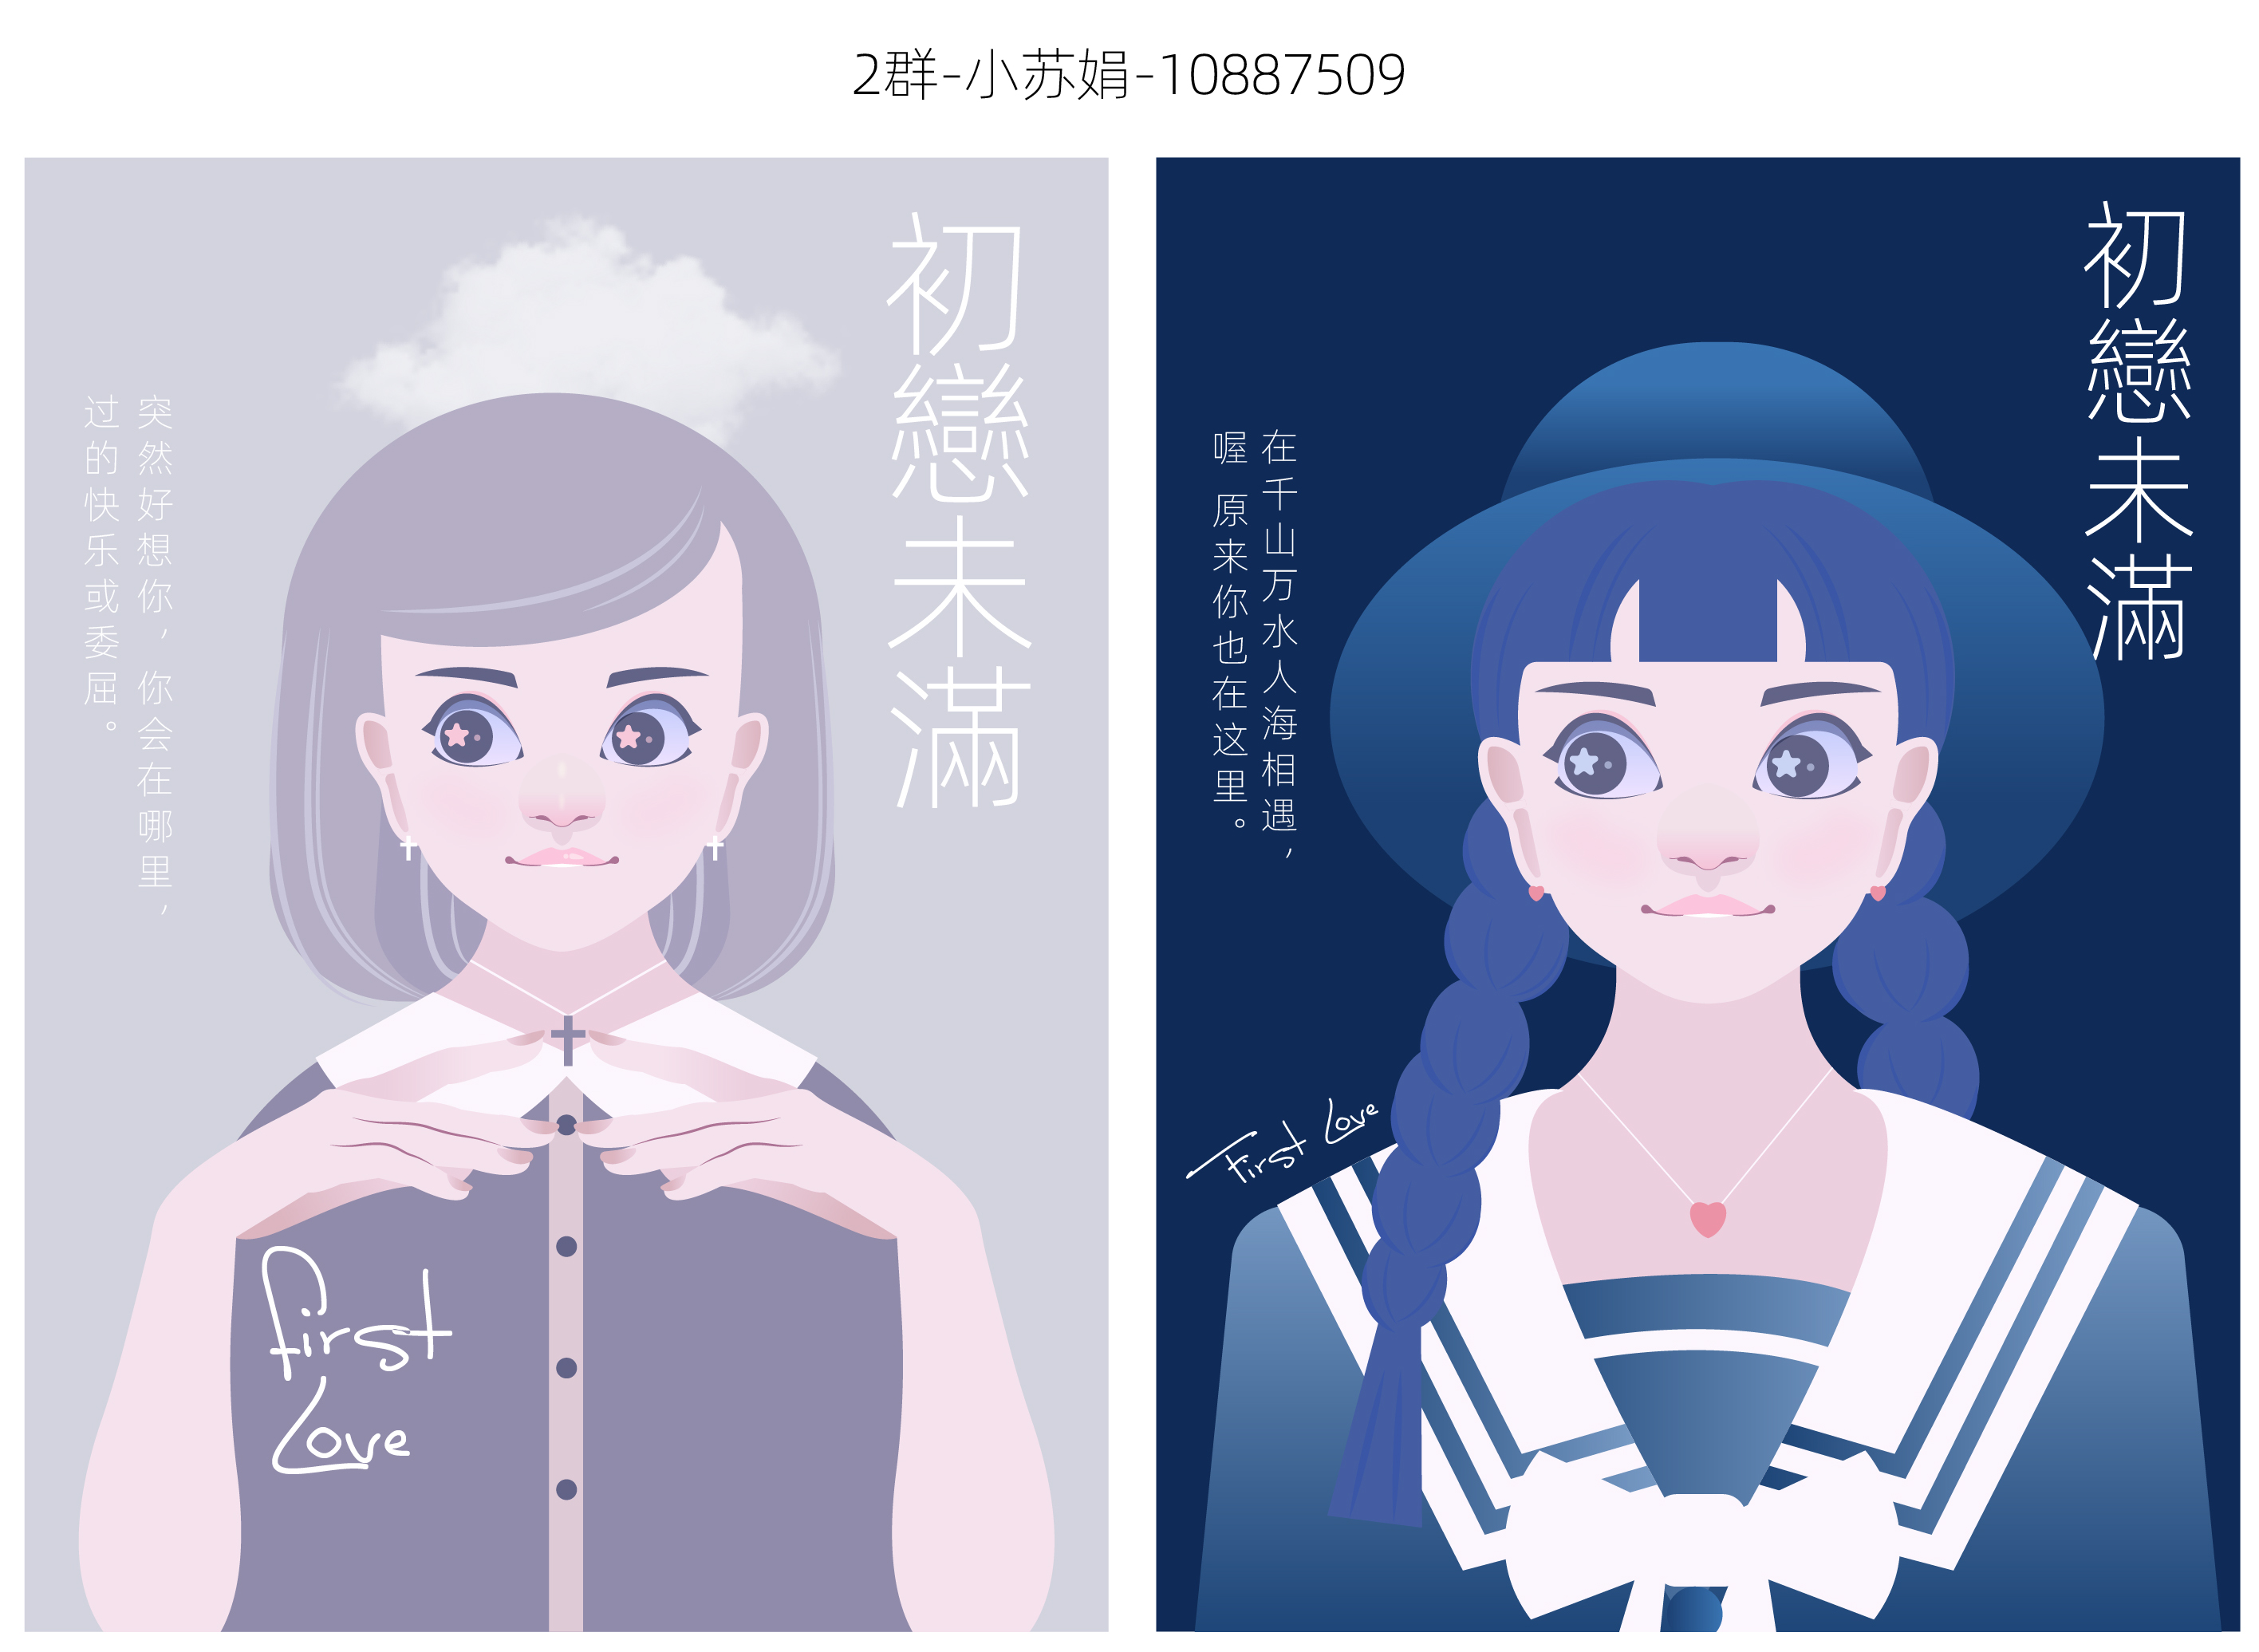 2群-小苏娟-10887509
初戀未滿
突然好想你，你会在哪里，
过的快乐或委屈。
First
Love
初戀未滿
在千山万水人海相遇，
喔 原来你也在这里。
First Love